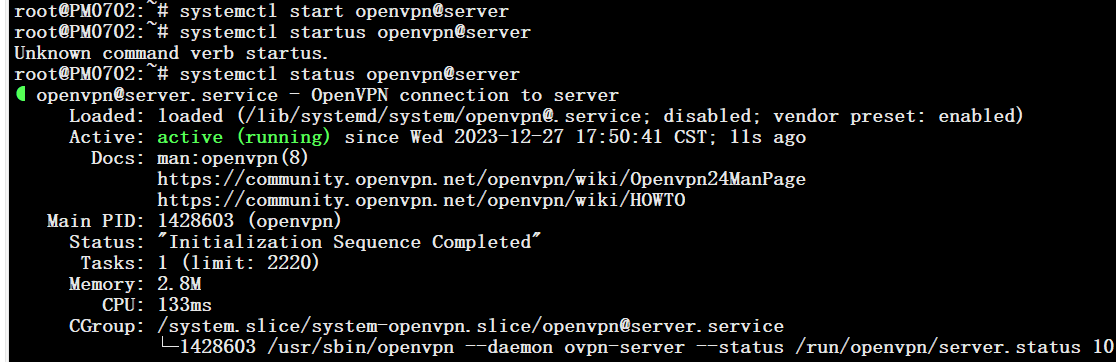 root@PM0702:~# systemctl start openvpn@server
root@PM0702:~# systemctl startus openvpn@server
Unknown command verb startus.
root@PM0702:~# systemctl status openvpn@server
openvpn@server.service - OpenVPN connection to server
Loaded: loaded (/lib/systemd/system/openvpn@.service; disabled; vendor preset: enabled)
Active: active (running) since Wed 2023-12-27 17:50:41 CST; 11s ago
Docs: man:openvpn(8)
https://community.openvpn.net/openvpn/wiki/Openvpn24ManPage
https://community.openvpn.net/openvpn/wiki/HOWTO
Main PID: 1428603 (openvpn)
Status: "Initialization Sequence Completed"
Tasks: 1 (limit: 2220)
Memory: 2.8M
CPU: 133ms
CGroup: /system.slice/system-openvpn.slice/openvpn@server.service
└─1428603 /usr/sbin/openvpn --daemon ovpn-server --status /run/openvpn/server.status 10